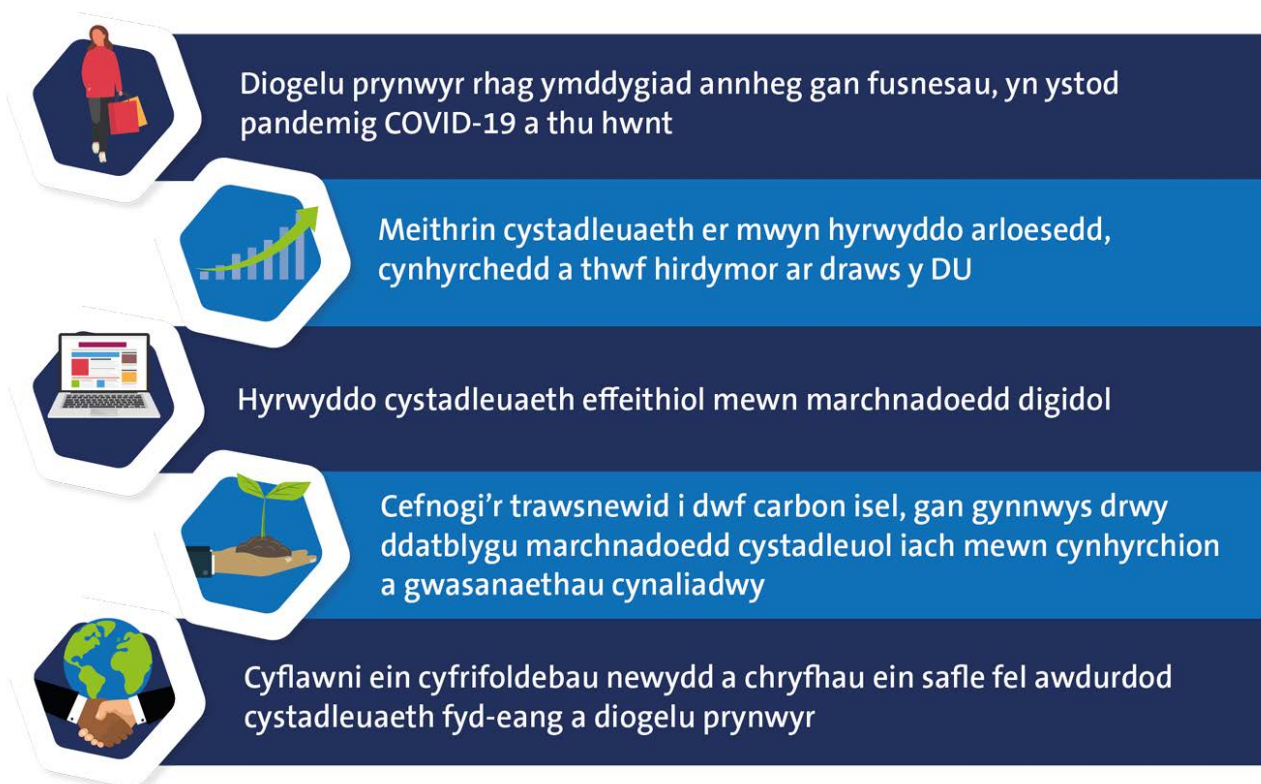 Diogelu prynwyr rhag ymddygiad annheg gan fusnesau, yn ystod
pandemig COVID-19 a thu hwnt
Meithrin cystadleuaeth er mwyn hyrwyddo arloesedd,
cynhyrchedd a thwf hirdymor ar draws y DU
Hyrwyddo cystadleuaeth effeithiol mewn marchnadoedd digidol
Cefnogi’r trawsnewid i dwf carbon isel, gan gynnwys drwy
ddatblygu marchnadoedd cystadleuol iach mewn cynhyrchion
a gwasanaethau cynaliadwy
Cyflawni ein cyfrifoldebau newydd a chryfhau ein safle fel awdurdod
cystadleuaeth fyd-eang a diogelu prynwyr